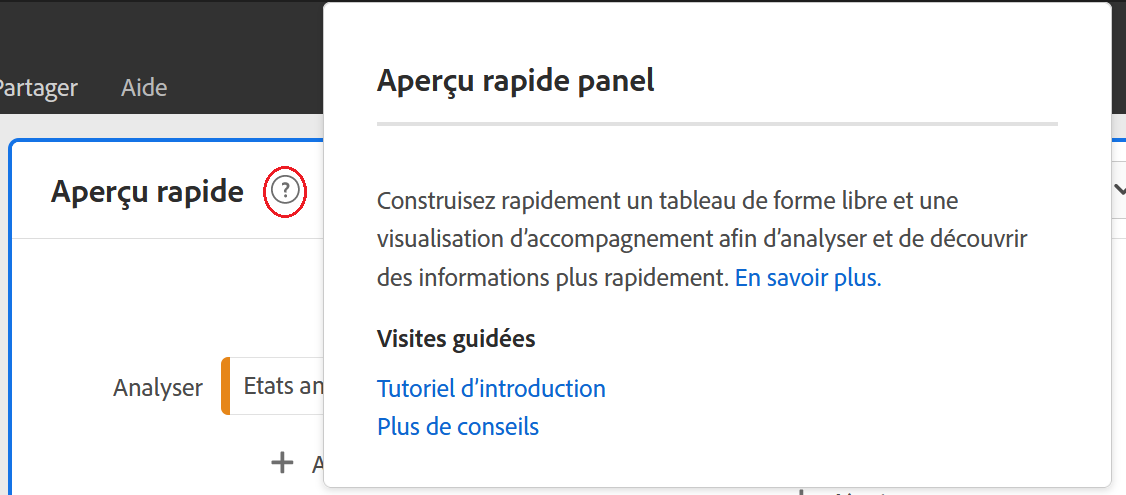 Partager
Aide
Aperçu rapide panel
Aperçu rapide ?
Construisez rapidement un tableau de forme libre et une
visualisation d’accompagnement afin d’analyser et de découvrir
des informations plus rapidement. En savoir plus.
Visites guidées
Analyser
Etats
Tutoriel d’introduction
Plus de conseils